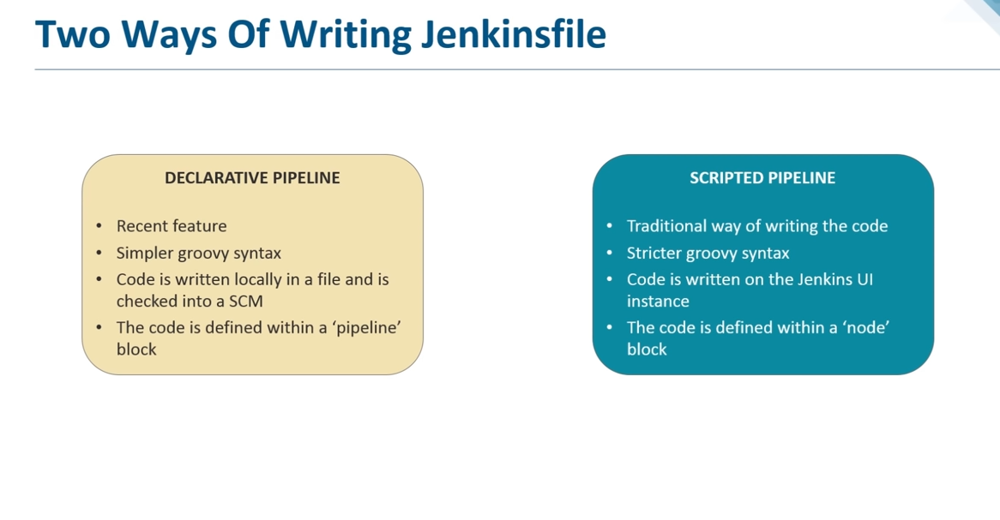 Two Ways Of Writing Jenkinsfile
DECLARATIVE PIPELINE
• Recent feature
• Simpler groovy syntax
• Code is written locally in a file and is
checked into a SCM
• The code is defined within a ‘pipeline’
block
SCRIPTED PIPELINE
• Traditional way of writing the code
• Stricter groovy syntax
• Code is written on the Jenkins UI
instance
• The code is defined within a ‘node’
block